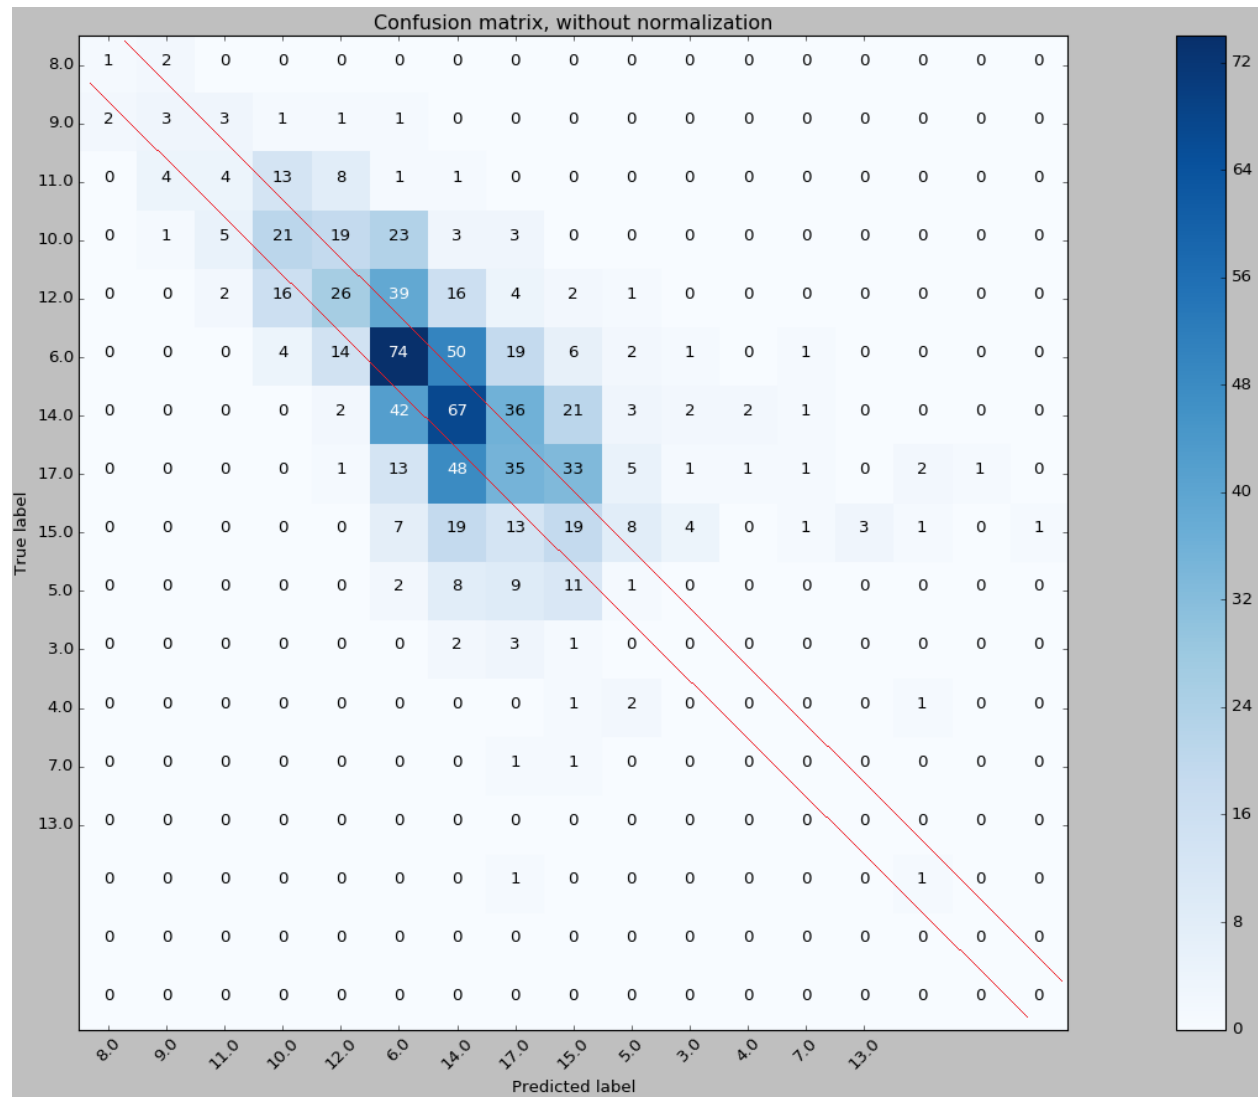 Confusion matrix, without normalization
8.0 1 2 0 0 0 0 0 0 0 0 0 0 0 0 0 0 0
9.0 2 3 3 1 1 1 0 0 0 0 0 0 0 0 0 0 0
11.0 0 4 4 13 8 1 1 0 0 0 0 0 0 0 0 0 0
10.0 0 1 5 21 19 23 3 3 0 0 0 0 0 0 0 0 0
12.0 0 0 2 16 26 39 16 4 2 1 0 0 0 0 0 0 0
6.0 0 0 0 4 14 74 50 19 6 2 1 0 1 0 0 0 0
14.0 0 0 0 0 2 42 67 36 21 3 2 2 1 0 0 0 0
17.0 0 0 0 0 1 13 48 35 33 5 1 1 1 0 2 1 0
15.0 0 0 0 0 0 7 19 13 19 8 4 0 1 3 1 0 1
5.0 0 0 0 0 0 2 8 9 11 1 0 0 0 0 0 0 0
3.0 0 0 0 0 0 0 2 3 1 0 0 0 0 0 0 0 0
4.0 0 0 0 0 0 0 0 0 1 2 0 0 0 0 1 0 0
7.0 0 0 0 0 0 0 0 1 1 0 0 0 0 0 0 0 0
13.0 0 0 0 0 0 0 0 0 0 0 0 0 0 0 0 0 0
0 0 0 0 0 0 0 1 0 0 0 0 0 0 1 0 0
0 0 0 0 0 0 0 0 0 0 0 0 0 0 0 0 0
0 0 0 0 0 0 0 0 0 0 0 0 0 0 0 0 0
8.0 9.0 11.0 10.0 12.0 6.0 14.0 17.0 15.0 5.0 3.0 4.0 7.0 13.0
Predicted label
True label
72
64
56
48
40
32
24
16
8
0